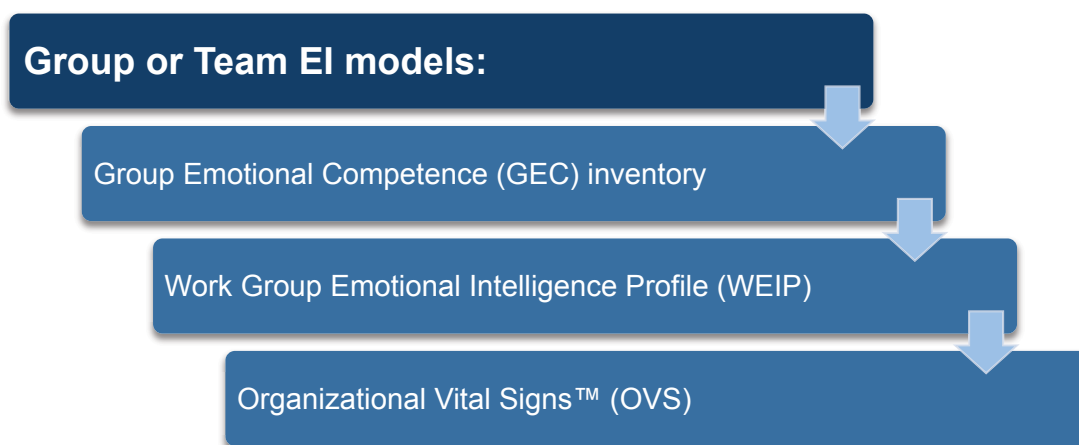 Group or Team EI models:
Group Emotional Competence (GEC) inventory
Work Group Emotional Intelligence Profile (WEIP)
Organizational Vital Signs™ (OVS)